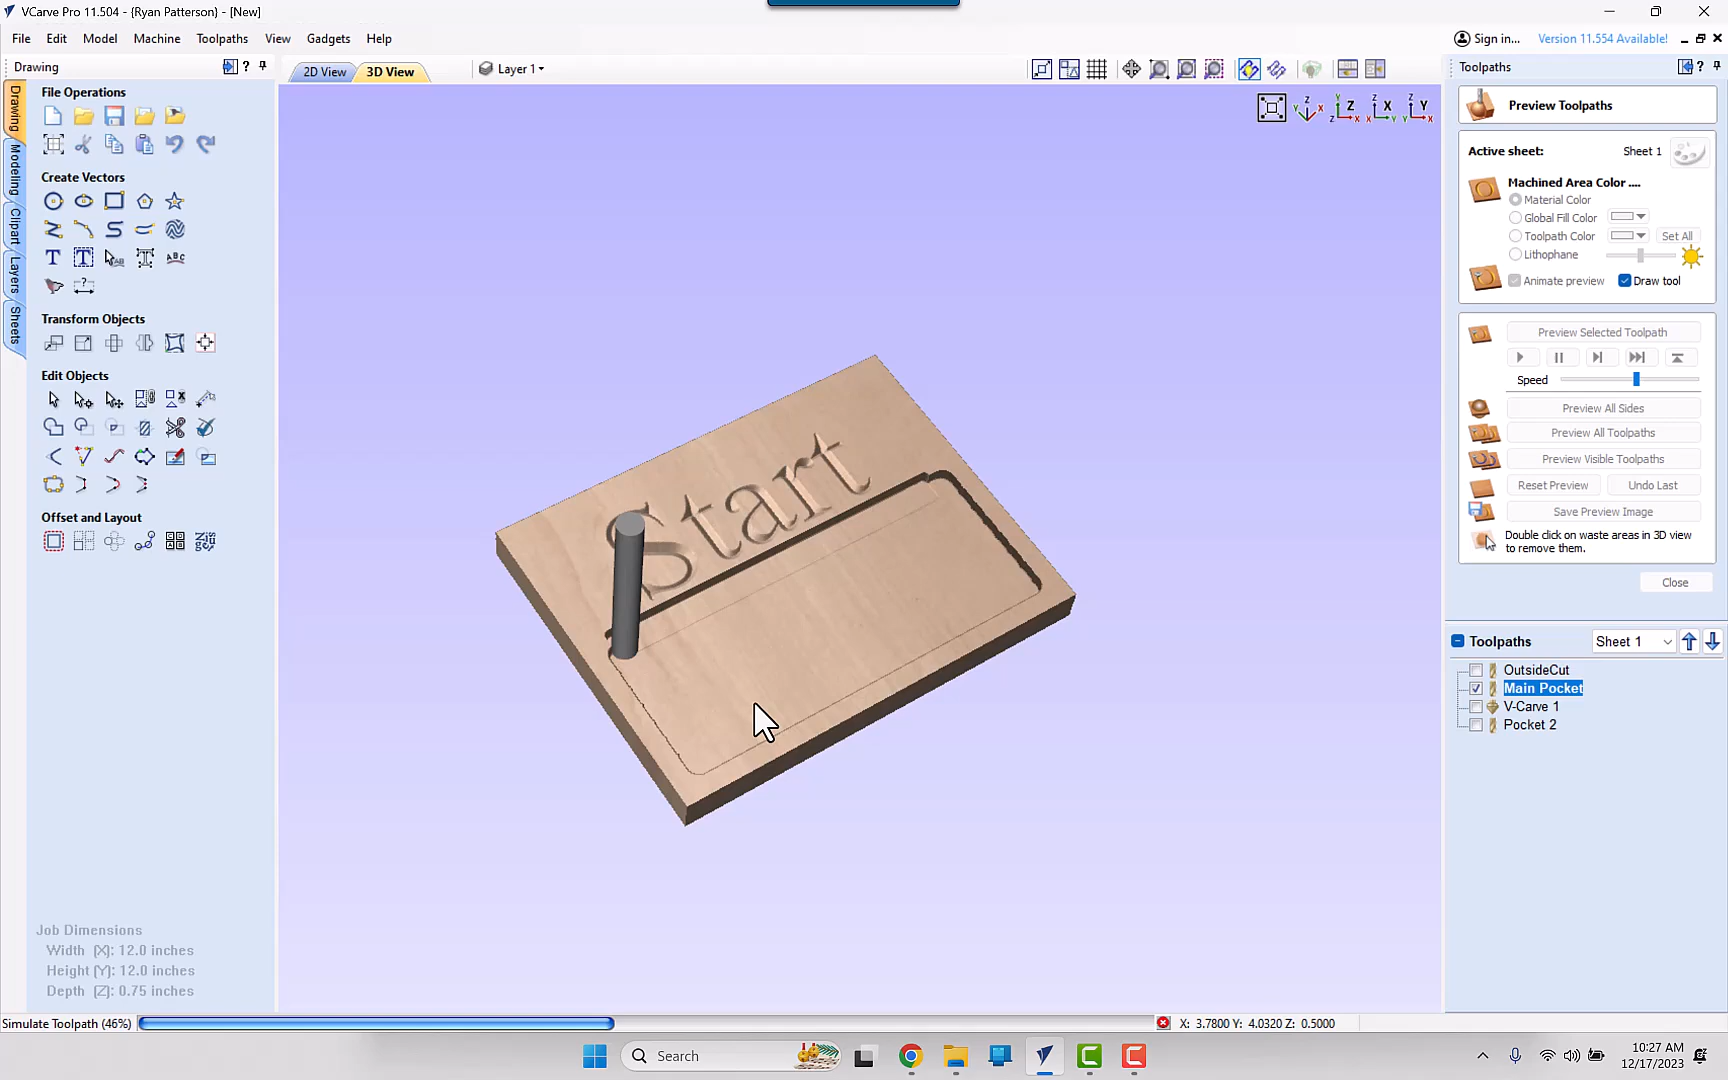 VCarve Pro 11.504 - {Ryan Patterson} - [New]
File Edit Model Machine Toolpaths View Gadgets Help
Sign in... Version 11.554 Available!
Drawing
2D View 3D View Layer 1
Toolpaths
Drawing
Modeling
Clipart
Layers
Sheets
File Operations
Create Vectors
Transform Objects
Edit Objects
Offset and Layout
Job Dimensions
Width (X): 12.0 inches
Height (Y): 12.0 inches
Depth (Z): 0.75 inches
Start
Preview Toolpaths
Active sheet: Sheet 1
Machined Area Color ....
Material Color
Global Fill Color
Toolpath Color Set All
Lithophane
Animate preview Draw tool
Preview Selected Toolpath
Speed
Preview All Sides
Preview All Toolpaths
Preview Visible Toolpaths
Reset Preview Undo Last
Save Preview Image
Double click on waste areas in 3D view
to remove them.
Close
Toolpaths Sheet 1
OutsideCut
Main Pocket
V-Carve 1
Pocket 2
Simulate Toolpath (46%) X: 3.7800 Y: 4.0320 Z: 0.5000
Search
10:27 AM
12/17/2023